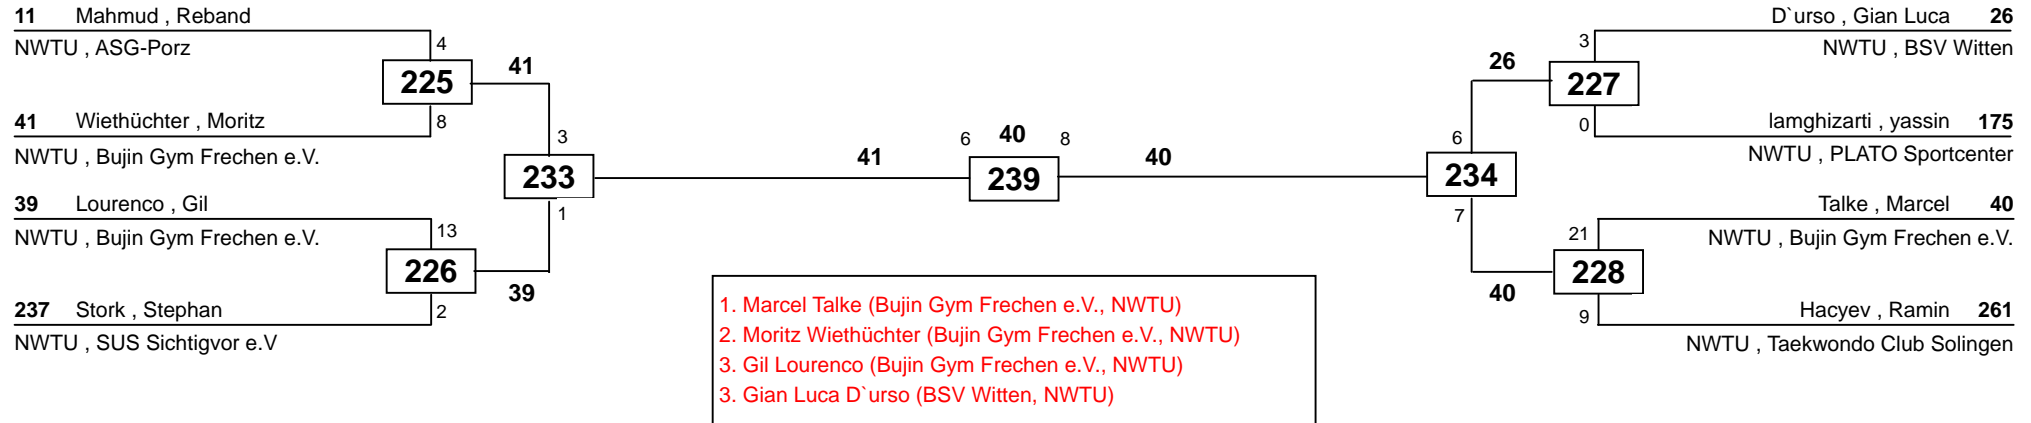 11 Mahmud , Reband
NWTU , ASG-Porz
4
225
41
8
41 Wiethüchter , Moritz
NWTU , Bujin Gym Frechen e.V.
3
233
1
39 Lourenco , Gil
NWTU , Bujin Gym Frechen e.V.
13
226
39
2
237 Stork , Stephan
NWTU , SUS Sichtigvor e.V
41
6 40 8
239
40
D`urso , Gian Luca 26
NWTU , BSV Witten
3
26
227
0
lamghizarti , yassin 175
NWTU , PLATO Sportcenter
6
234
7
Talke , Marcel 40
NWTU , Bujin Gym Frechen e.V.
21
228
40
9
Hacyev , Ramin 261
NWTU , Taekwondo Club Solingen
1. Marcel Talke (Bujin Gym Frechen e.V., NWTU)
2. Moritz Wiethüchter (Bujin Gym Frechen e.V., NWTU)
3. Gil Lourenco (Bujin Gym Frechen e.V., NWTU)
3. Gian Luca D`urso (BSV Witten, NWTU)